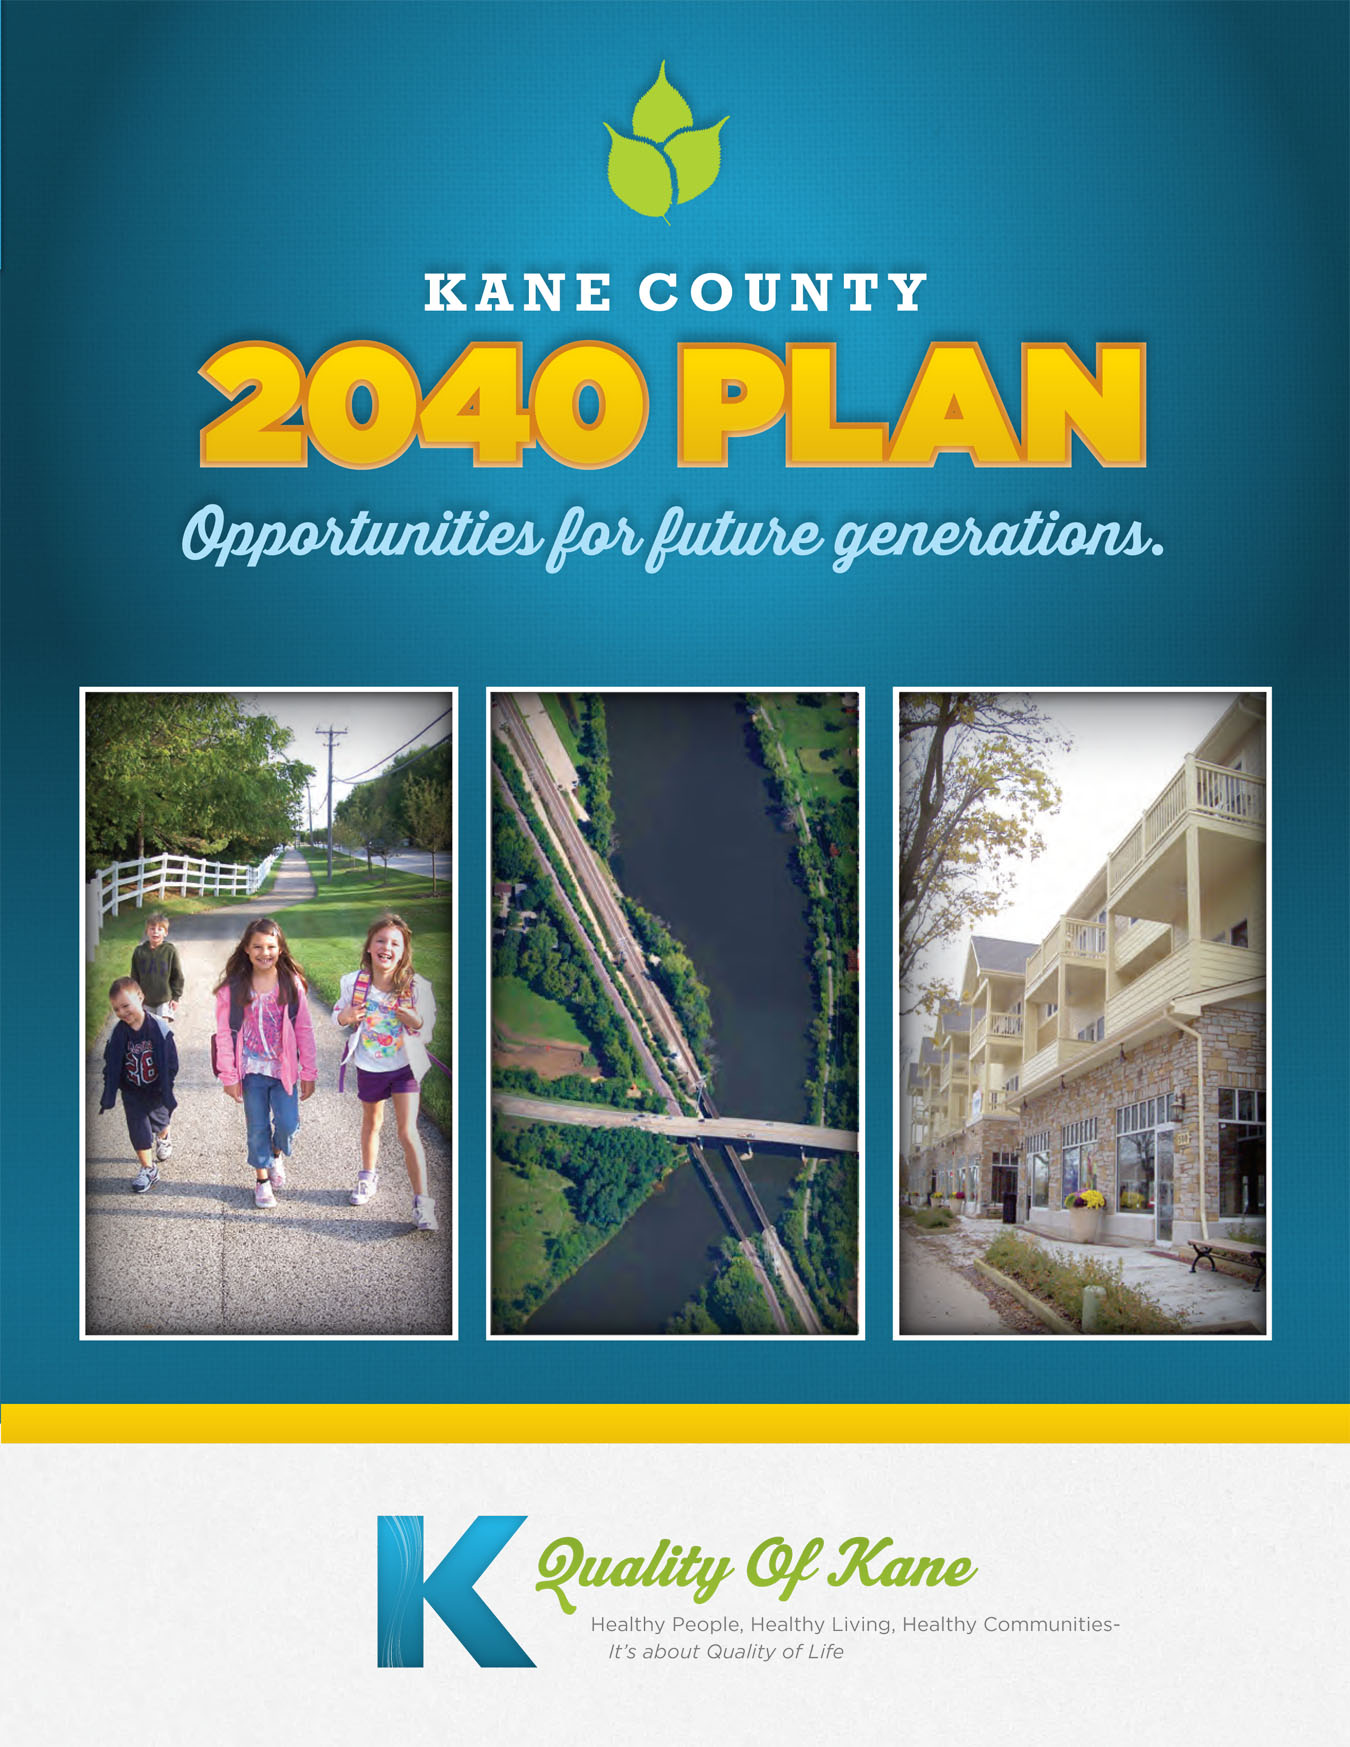 KANE COUNTY
2040 PLAN
Opportunities for future generations.
28
K
Quality Of Kane
Healthy People, Healthy Living, Healthy Communities-
It's about Quality of Life